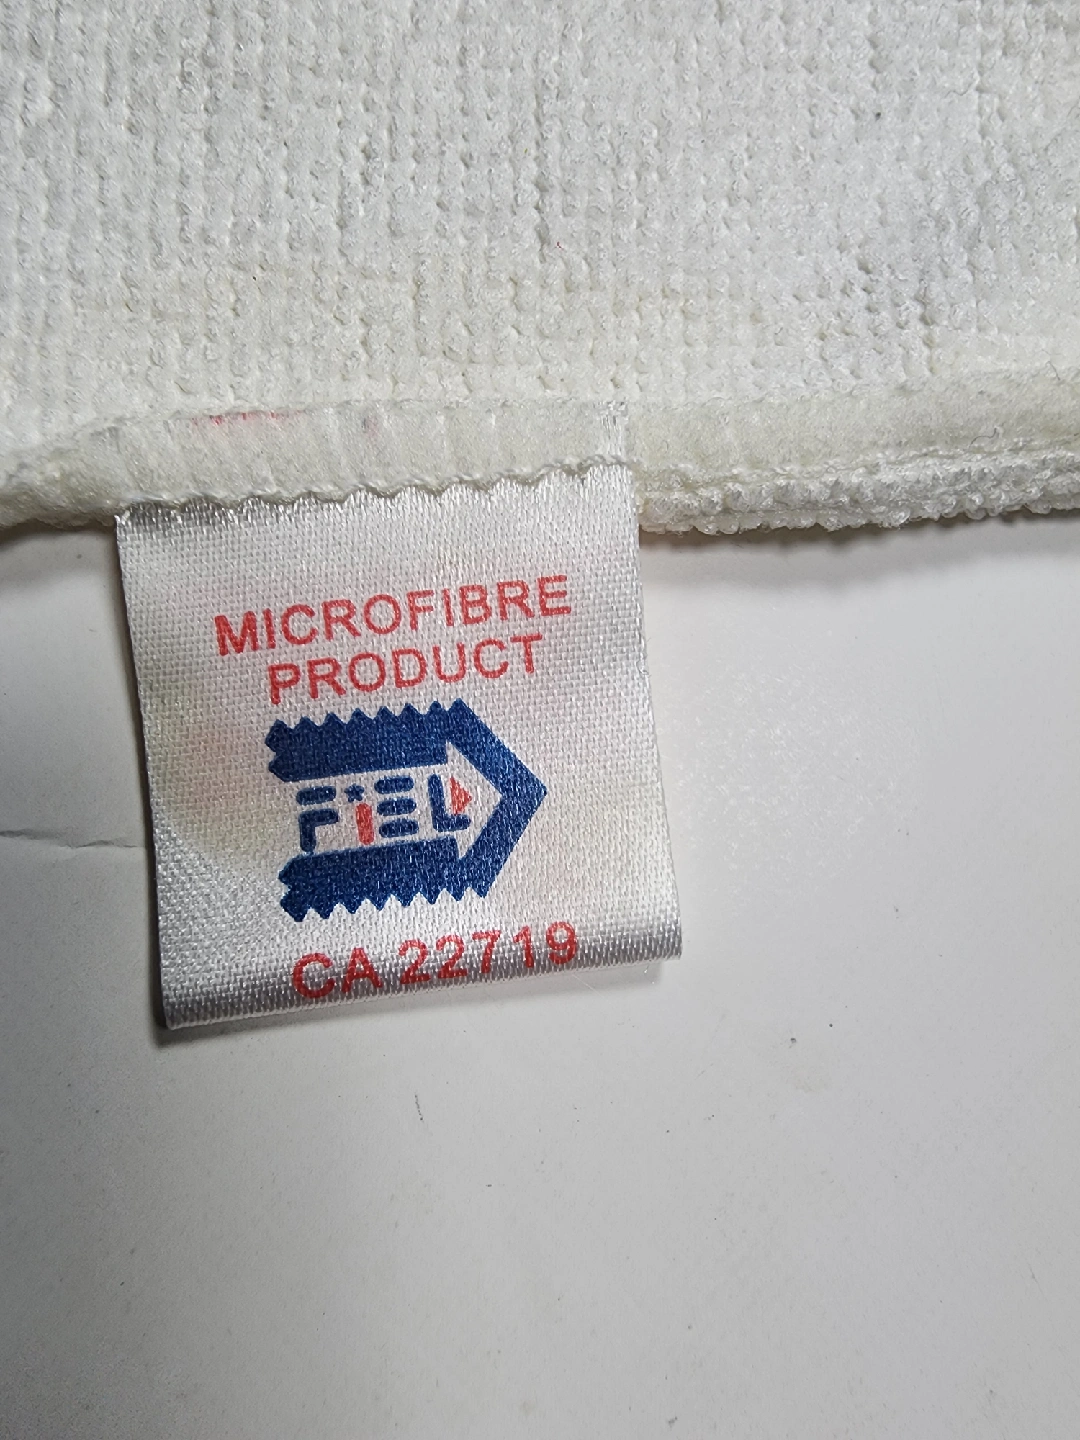 MICROFIBRE
PRODUCT
FIEL
CA 22719